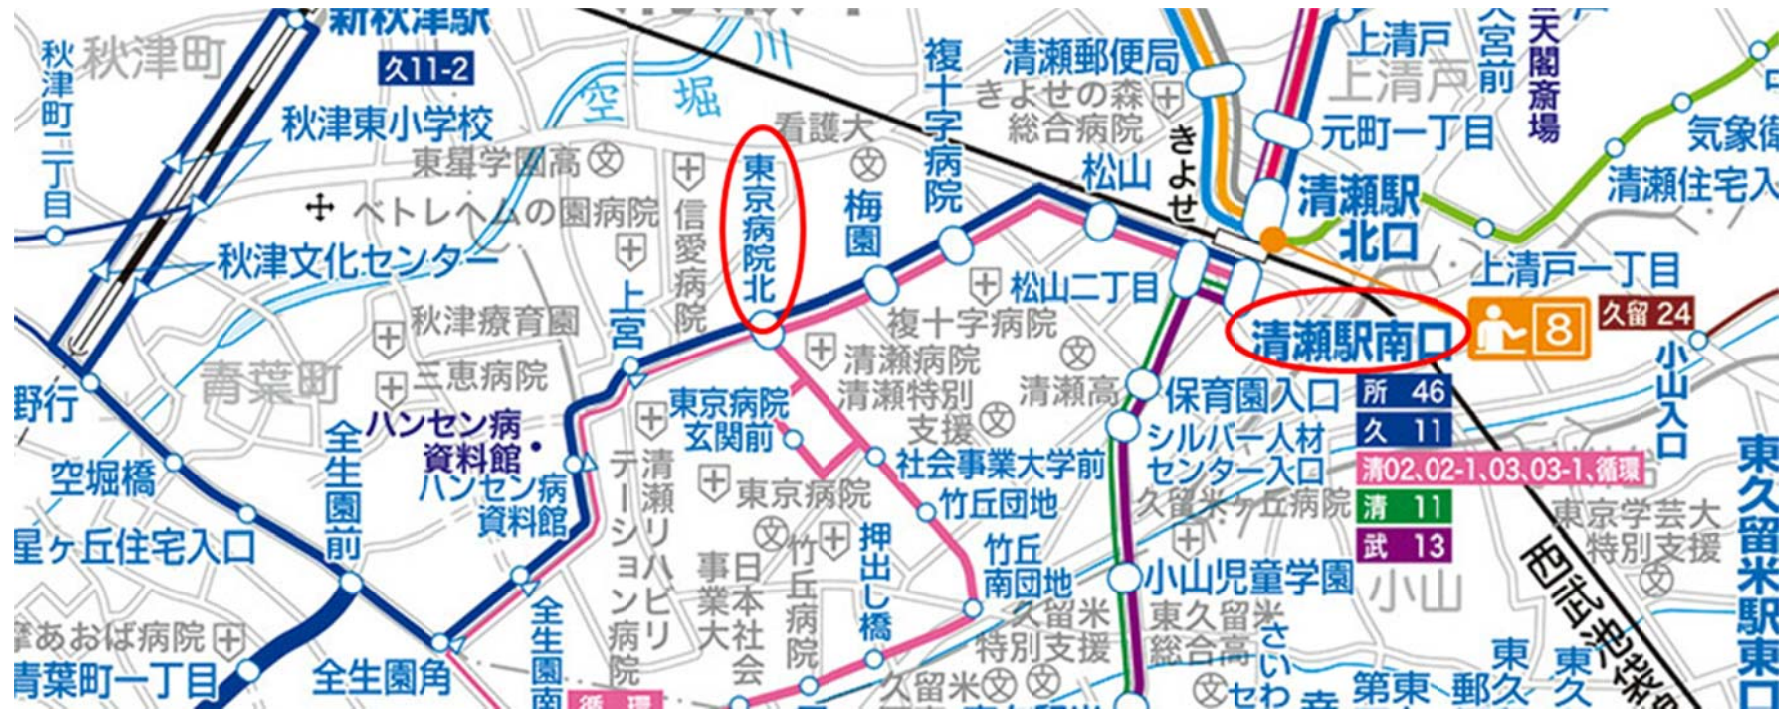 新秋津駅
久11-2
秋津町
秋津町二丁目
秋津東小学校
空
堀
川
複十字病院
清瀬郵便局
きよせの森
総合病院
上清戸
上清戸
天閣斎場
元町一丁目
清瀬住宅入
看護大
東星学園高
ベトレヘムの園病院
信愛病院
東京病院北
梅園
松山
きよせ
清瀬駅
北口
秋津文化センター
上宮
松山二丁目
上清戸一丁目
秋津療育園
複十字病院
清瀬駅南口
8
久留 24
青葉町
三恵病院
清瀬病院
清瀬特別
支援
清瀬高
小山入口
野行
東京病院
玄関前
保育園入口
所 46
久 11
ハンセン病
資料館
シルバー人材
センター入口
清02、02-1、03、03-1、循環
全生園前
空堀橋
ハンセン病
資料館
清瀬リハビリ
テーション病院
社会事業大学前
東京病院
竹丘団地
久留米ヶ丘病院
清 11
武 13
東京学芸大
特別支援
東久留米駅東口
星ヶ丘住宅入口
日本社会
事業大
竹丘病院
押出し橋
竹丘
南団地
小山児童学園
小山
あおば病院
青葉町一丁目
全生園角
全生園南
循 環
久留米
特別支援
東久留米
総合高
さいわ
久留米
第東
東久
東久